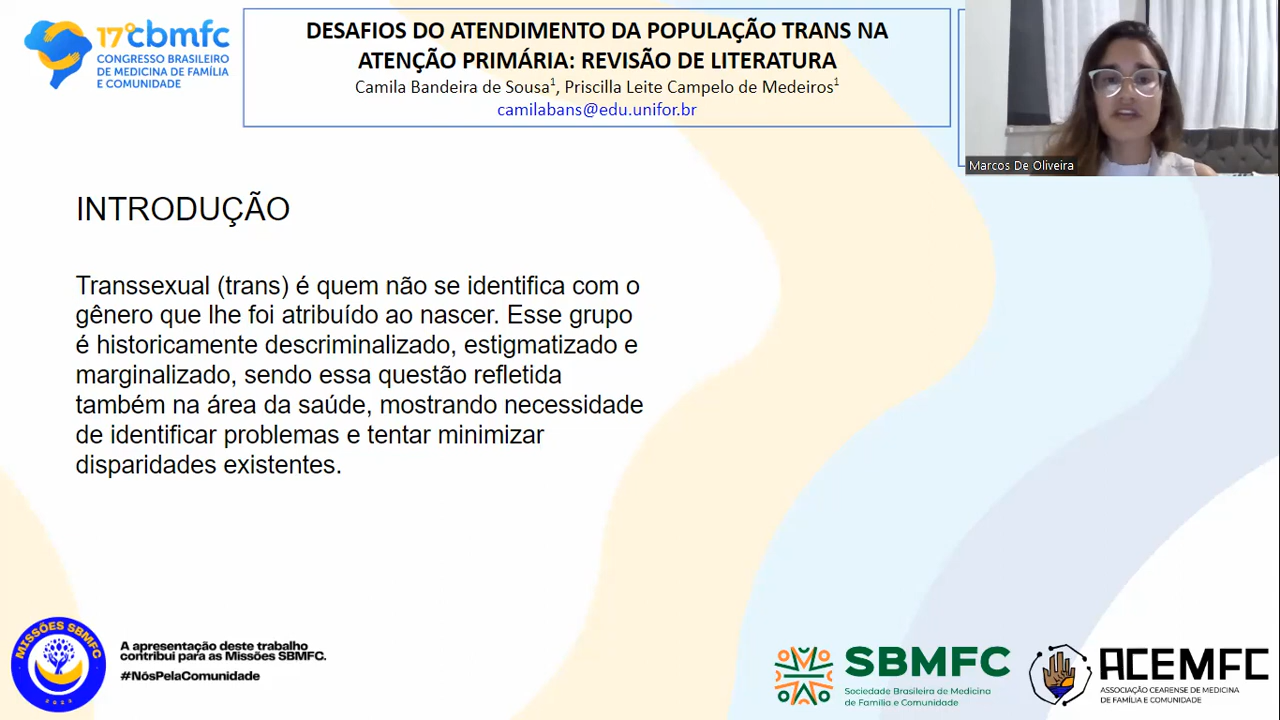 17º cbmfc
CONGRESSO BRASILEIRO
DE MEDICINA DE FAMÍLIA
E COMUNIDADE
DESAFIOS DO ATENDIMENTO DA POPULAÇÃO TRANS NA
ATENÇÃO PRIMÁRIA: REVISÃO DE LITERATURA
Camila Bandeira de Sousa¹, Priscilla Leite Campelo de Medeiros¹
camilabans@edu.unifor.br
Marcos De Oliveira
INTRODUÇÃO
Transsexual (trans) é quem não se identifica com o
gênero que lhe foi atribuído ao nascer. Esse grupo
é historicamente descriminalizado, estigmatizado e
marginalizado, sendo essa questão refletida
também na área da saúde, mostrando necessidade
de identificar problemas e tentar minimizar
disparidades existentes.
MISSÕES SBMFC
2022
A apresentação deste trabalho
contribui para as Missões SBMFC.
#NósPelaComunidade
SBMFC
Sociedade Brasileira de Medicina
de Família e Comunidade
ACEMFC
ASSOCIAÇÃO CEARENSE DE MEDICINA
DE FAMÍLIA E COMUNIDADE